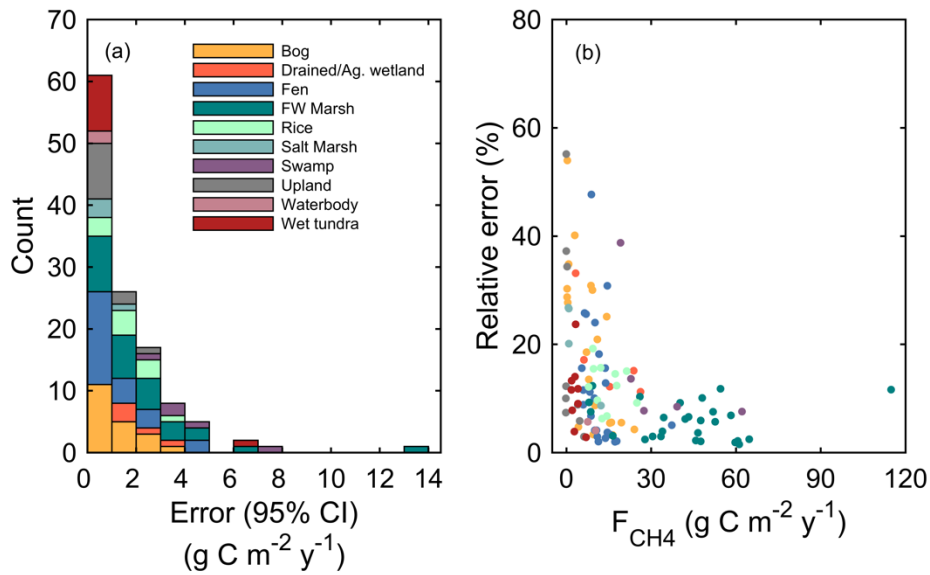 (a)
70
60
50
40
30
20
10
0
Count
Bog
Drained/Ag. wetland
Fen
FW Marsh
Rice
Salt Marsh
Swamp
Upland
Waterbody
Wet tundra
0 2 4 6 8 10 12 14
Error (95% CI)
(g C m-2 y-1)
(b)
80
60
40
20
0
Relative error (%)
0 30 60 90 120
FCH4 (g C m-2 y-1)